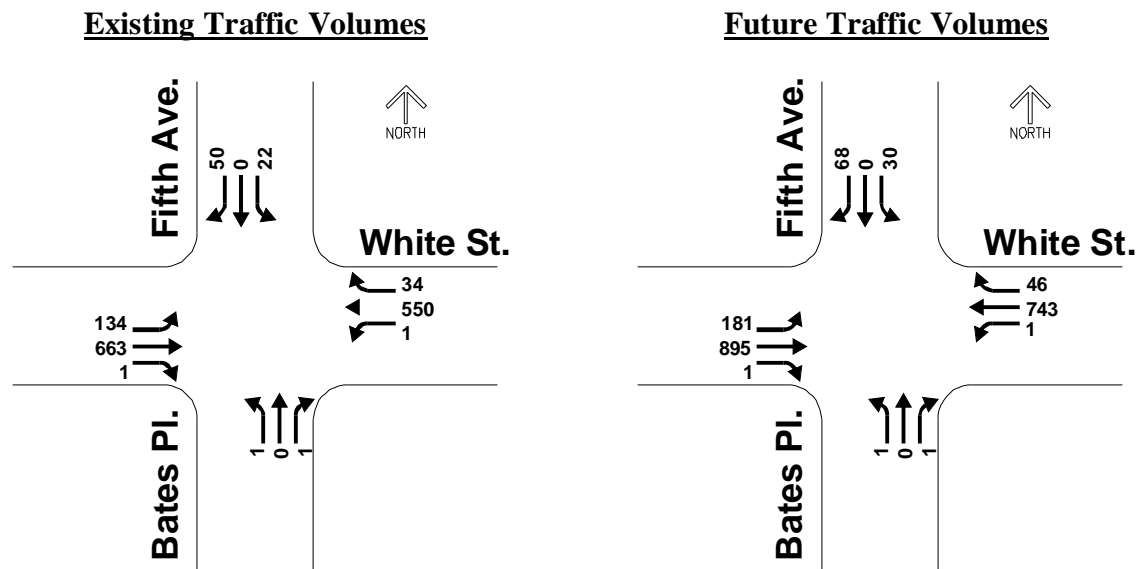 Existing Traffic Volumes
Fifth Ave.
50
0
22
NORTH
White St.
34
550
1
134
663
1
1
0
1
Bates Pl.
Future Traffic Volumes
Fifth Ave.
68
0
30
NORTH
White St.
46
743
1
181
895
1
1
0
1
Bates Pl.